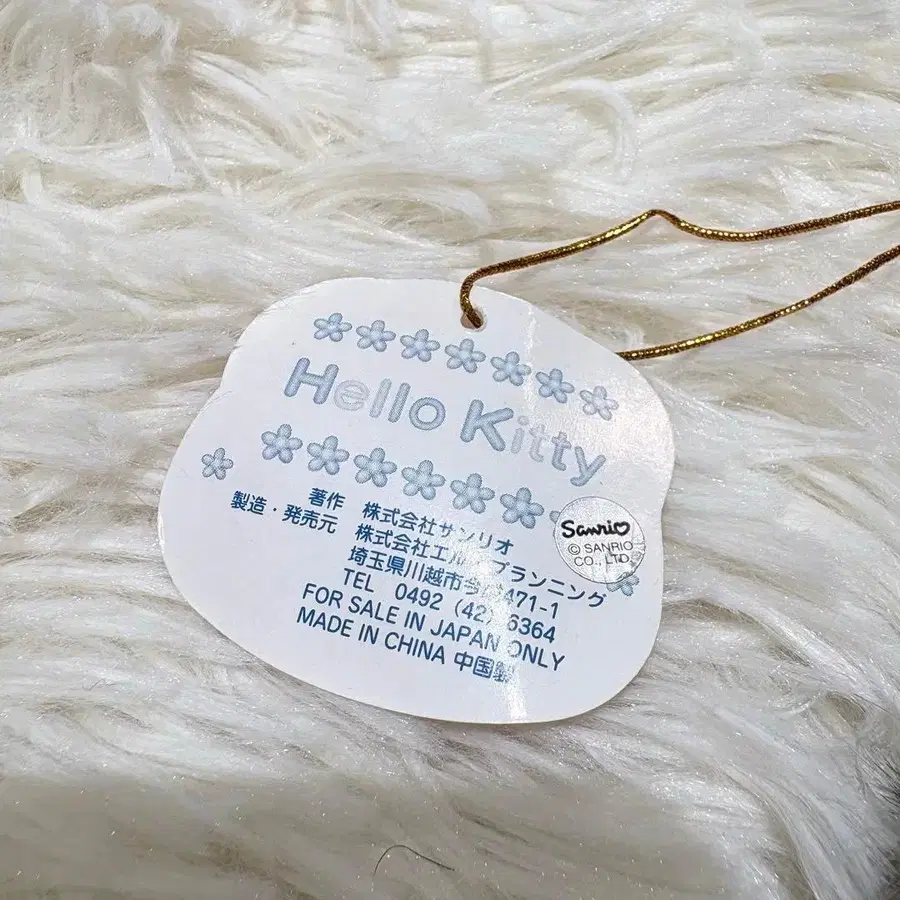 Hello Kitty
著作 株式会社サンリオ
製造・発売元 株式会社エル プランニング
埼玉県川越市今 471-1
TEL 0492 (42) 6364
FOR SALE IN JAPAN ONLY
MADE IN CHINA 中国製
Sanrio
© SANRIO
CO., LTD.